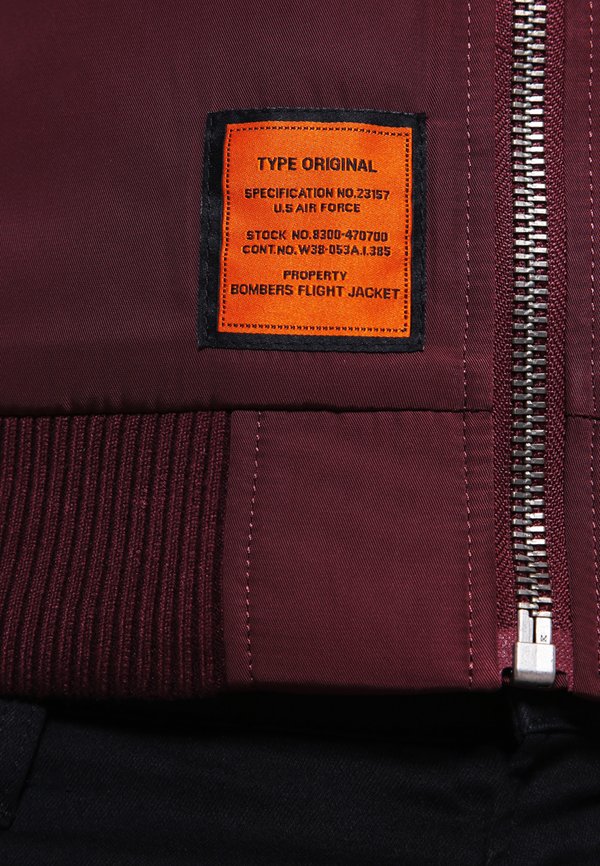 TYPE ORIGINAL
SPECIFICATION NO.23157
U.S AIR FORCE
STOCK NO.8300-470700
CONT.NO.W38-053A.I.385
PROPERTY
BOMBERS FLIGHT JACKET